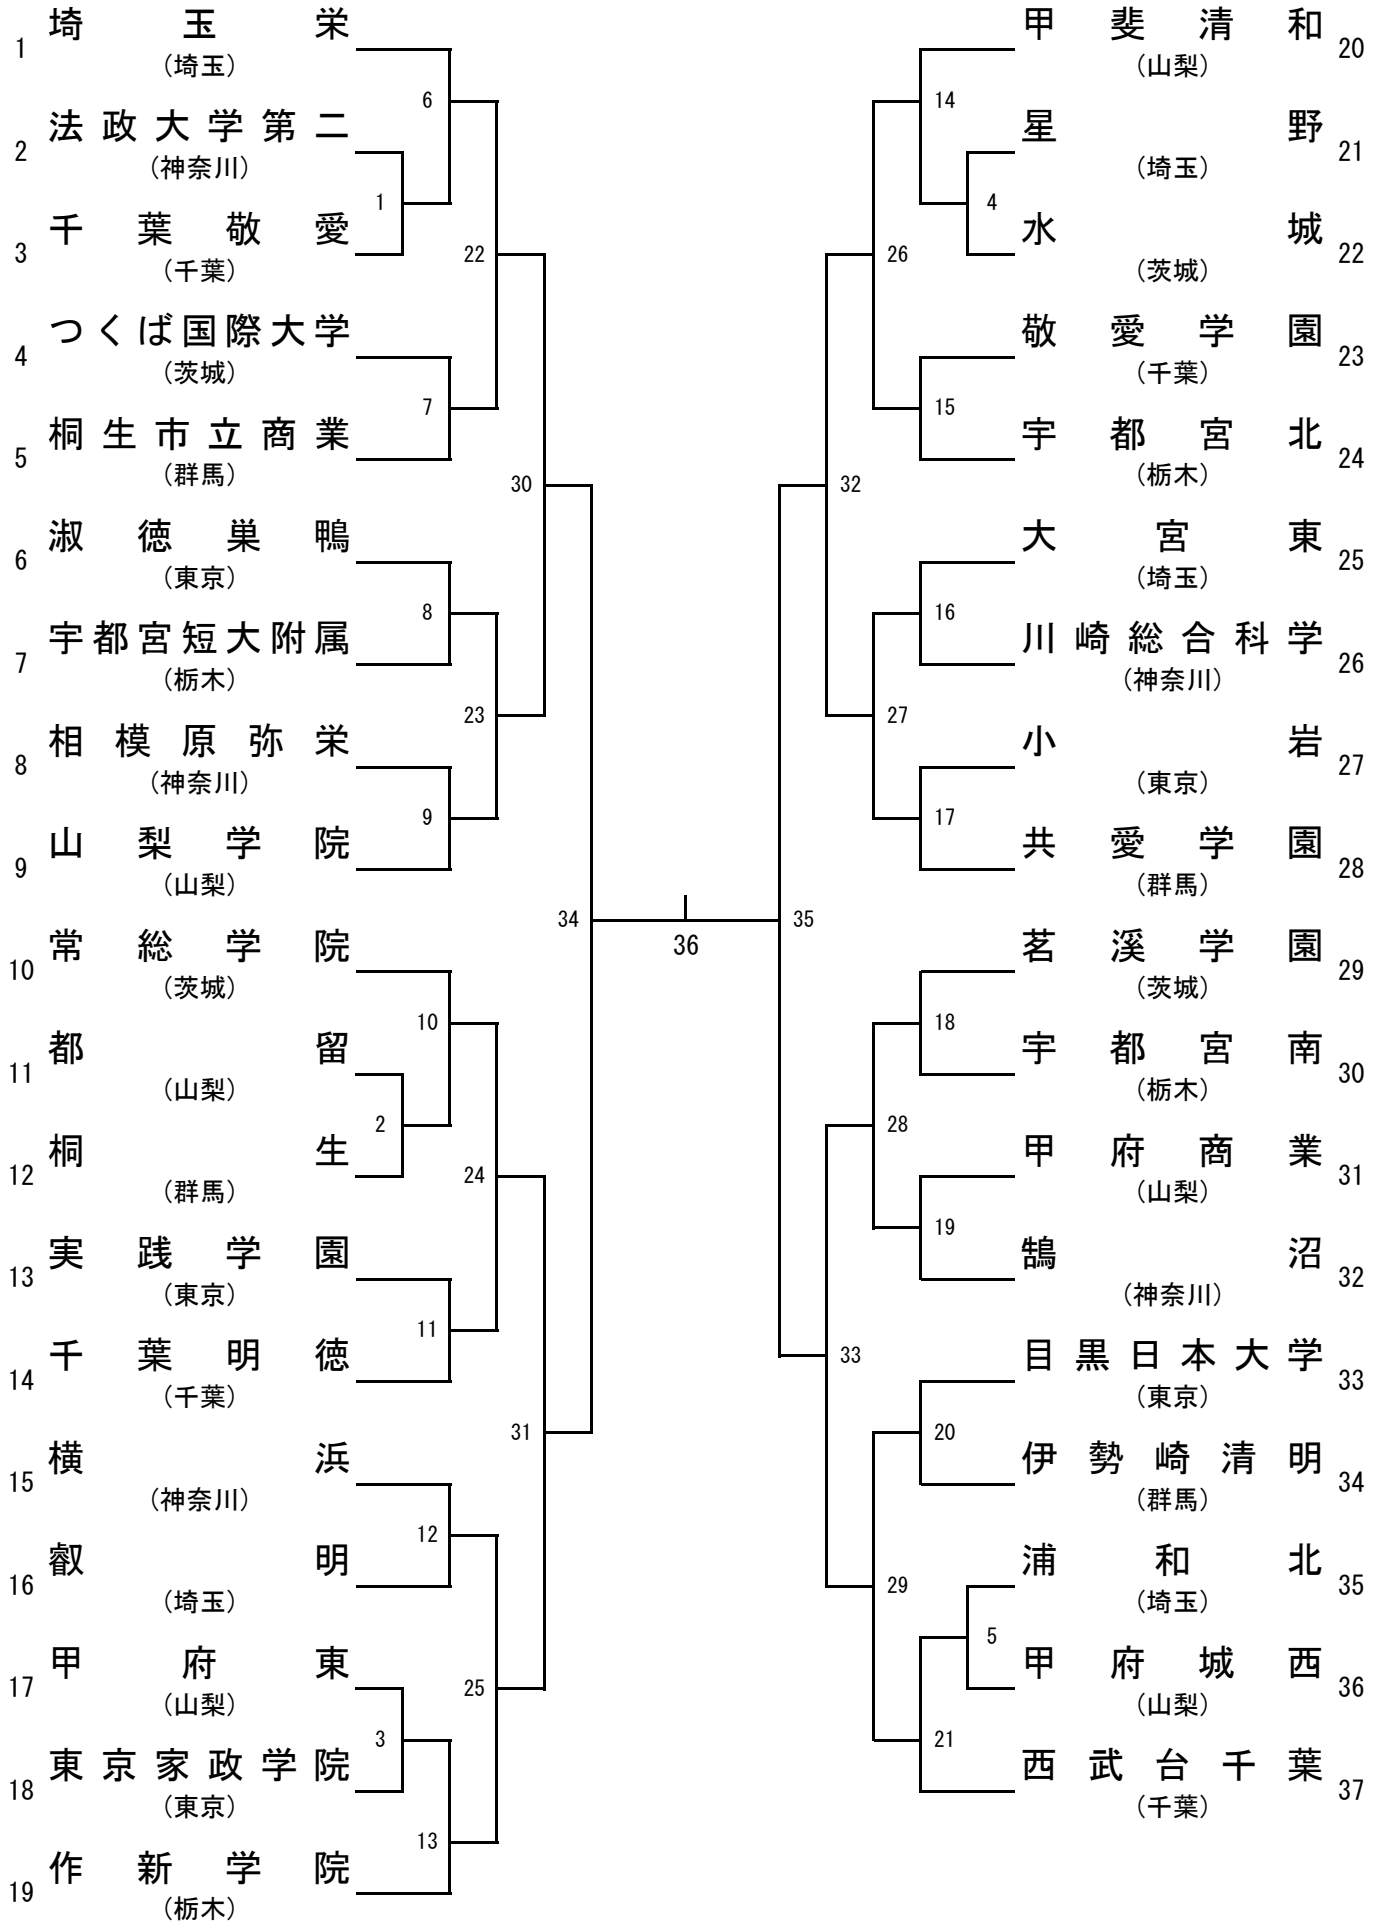 1 埼玉栄
(埼玉)
2 法政大学第二
(神奈川)
3 千葉敬愛
(千葉)
4 つくば国際大学
(茨城)
5 桐生市立商業
(群馬)
6 淑徳巣鴨
(東京)
7 宇都宮短大附属
(栃木)
8 相模原弥栄
(神奈川)
9 山梨学院
(山梨)
10 常総学院
(茨城)
11 都留
(山梨)
12 桐生
(群馬)
13 実践学園
(東京)
14 千葉明徳
(千葉)
15 横浜
(神奈川)
16 叡明
(埼玉)
17 甲府東
(山梨)
18 東京家政学院
(東京)
19 作新学院
(栃木)
1
2
3
6
7
8
9
10
11
12
13
22
23
24
25
30
31
34
36
35
32
33
26
27
28
29
14
15
16
17
18
19
20
21
4
5
甲斐清和 20
(山梨)
星野 21
(埼玉)
水城 22
(茨城)
敬愛学園 23
(千葉)
宇都宮北 24
(栃木)
大宮東 25
(埼玉)
川崎総合科学 26
(神奈川)
小岩 27
(東京)
共愛学園 28
(群馬)
茗溪学園 29
(茨城)
宇都宮南 30
(栃木)
甲府商業 31
(山梨)
鵠沼 32
(神奈川)
目黒日本大学 33
(東京)
伊勢崎清明 34
(群馬)
浦和北 35
(埼玉)
甲府城西 36
(山梨)
西武台千葉 37
(千葉)